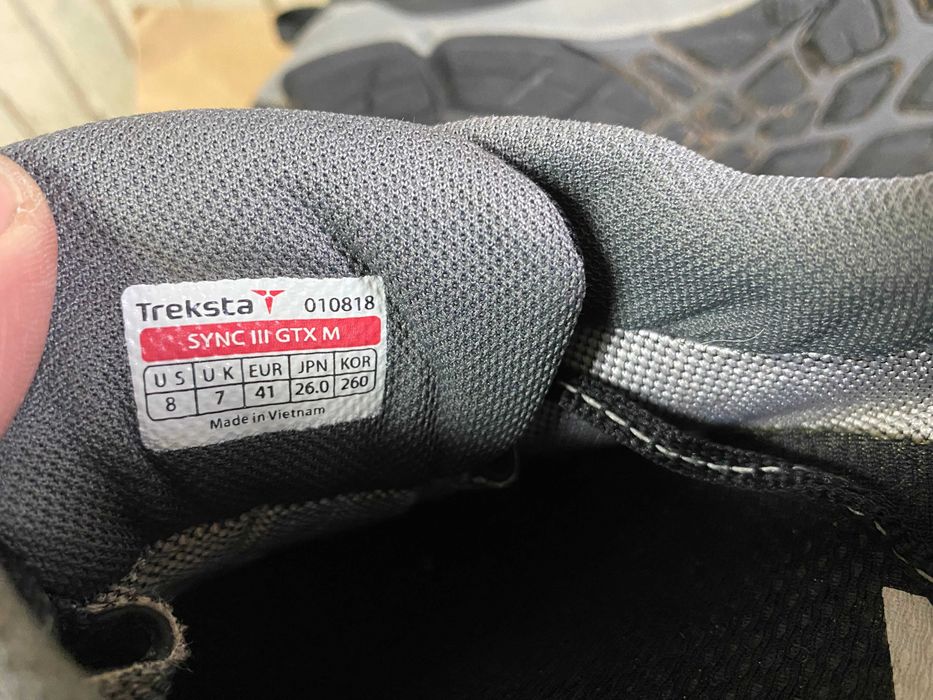 Treksta 010818
SYNC III GTX M
US UK EUR JPN KOR
8 7 41 26.0 260
Made in Vietnam